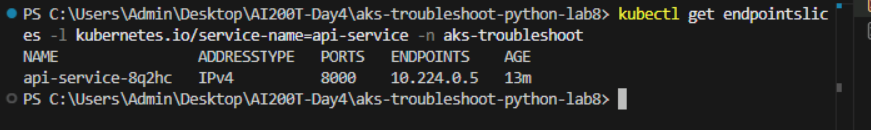 PS C:\Users\Admin\Desktop\AI200T-Day4\aks-troubleshoot-python-lab8> kubectl get endpointslic
es -l kubernetes.io/service-name=api-service -n aks-troubleshoot
NAME ADDRESSTYPE PORTS ENDPOINTS AGE
api-service-8q2hc IPv4 8000 10.224.0.5 13m
PS C:\Users\Admin\Desktop\AI200T-Day4\aks-troubleshoot-python-lab8>